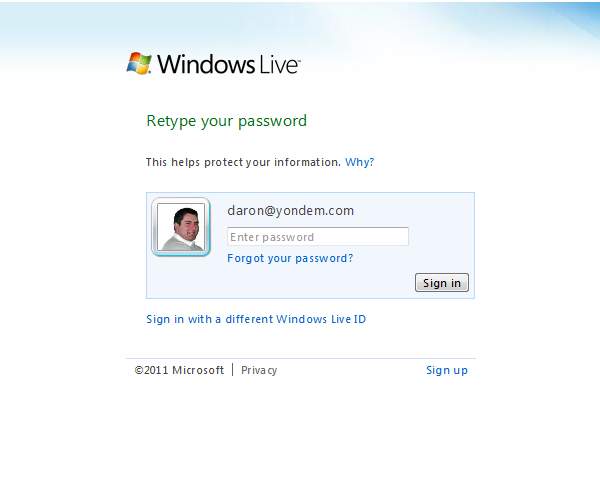 Windows Live™
Retype your password
This helps protect your information. Why?
daron@yondem.com
Enter password
Forgot your password?
Sign in
Sign in with a different Windows Live ID
©2011 Microsoft | Privacy Sign up